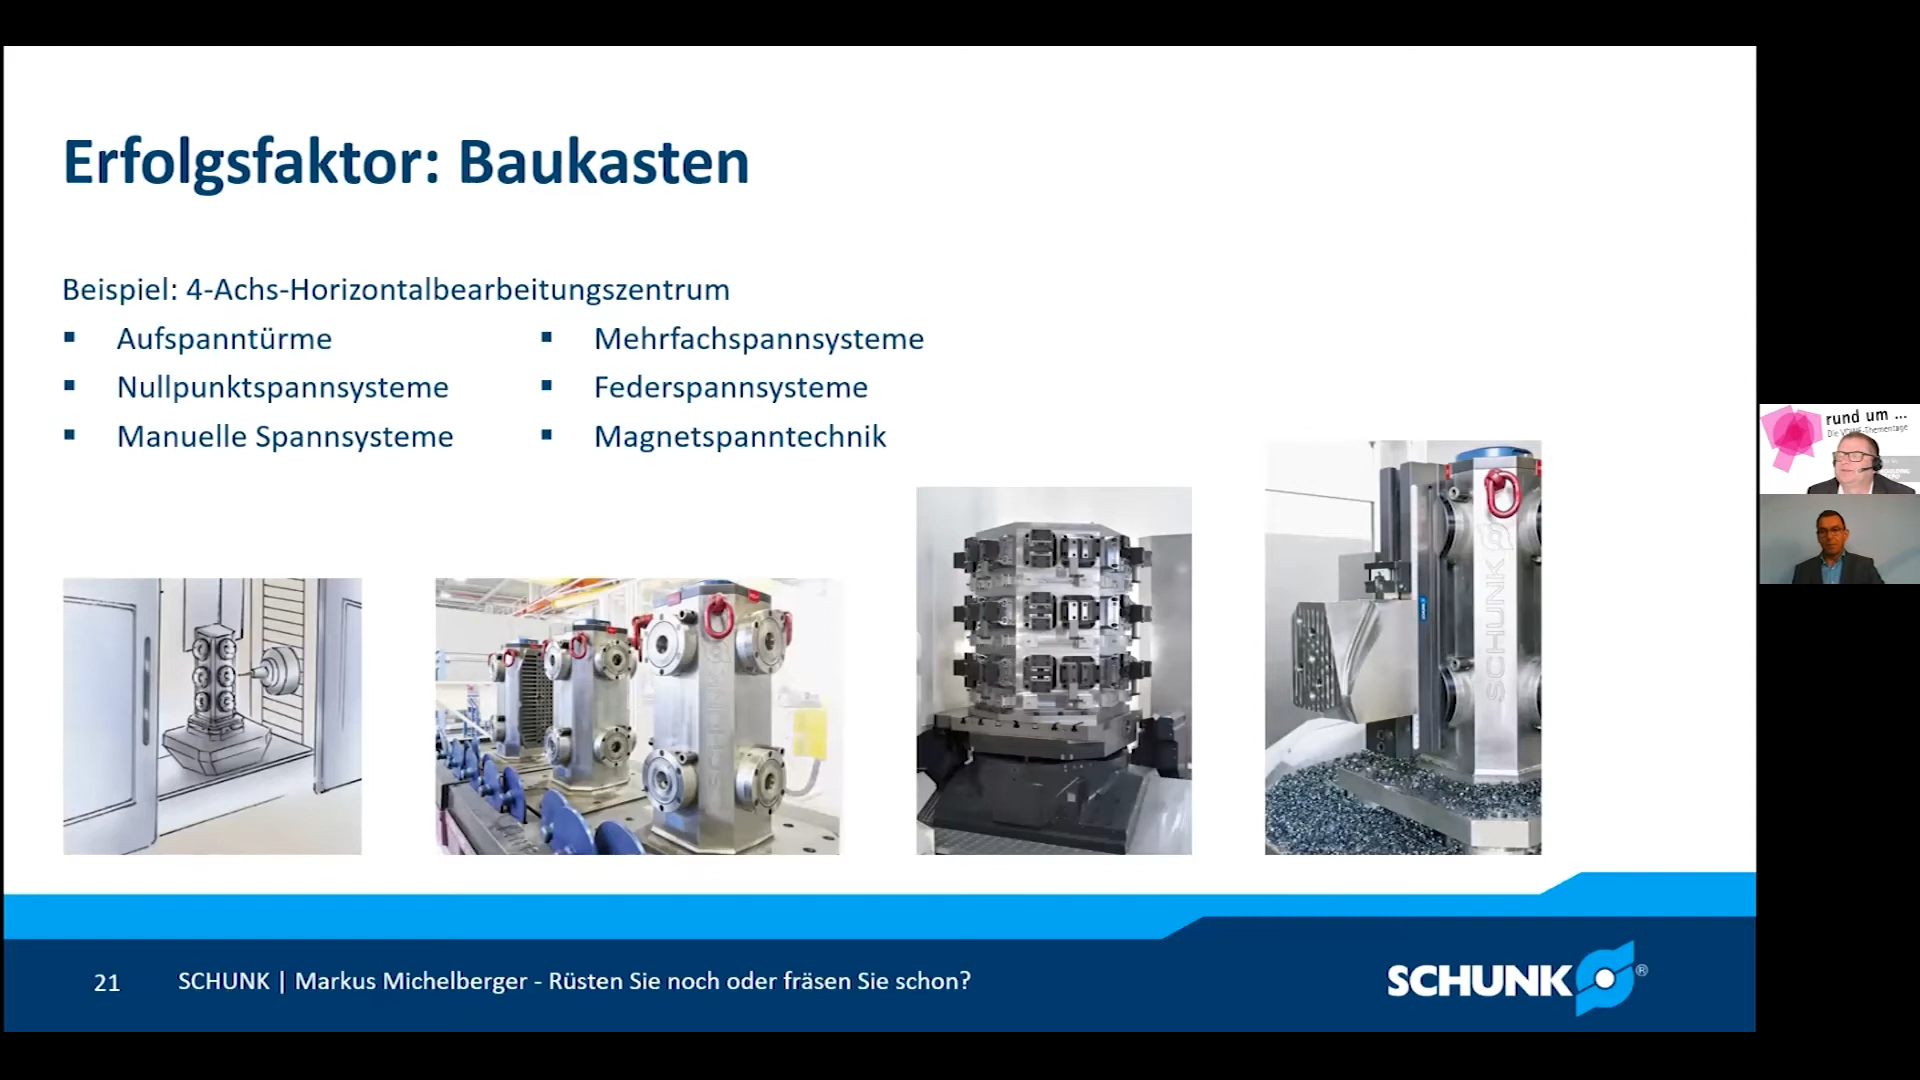 Erfolgsfaktor: Baukasten
Beispiel: 4-Achs-Horizontalbearbeitungszentrum
▪ Aufspanntürme
▪ Nullpunktspannsysteme
▪ Manuelle Spannsysteme
▪ Mehrfachspannsysteme
▪ Federspannsysteme
▪ Magnetspanntechnik
SCHUNK
rund um ...
21 SCHUNK | Markus Michelberger - Rüsten Sie noch oder fräsen Sie schon?
SCHUNK ®